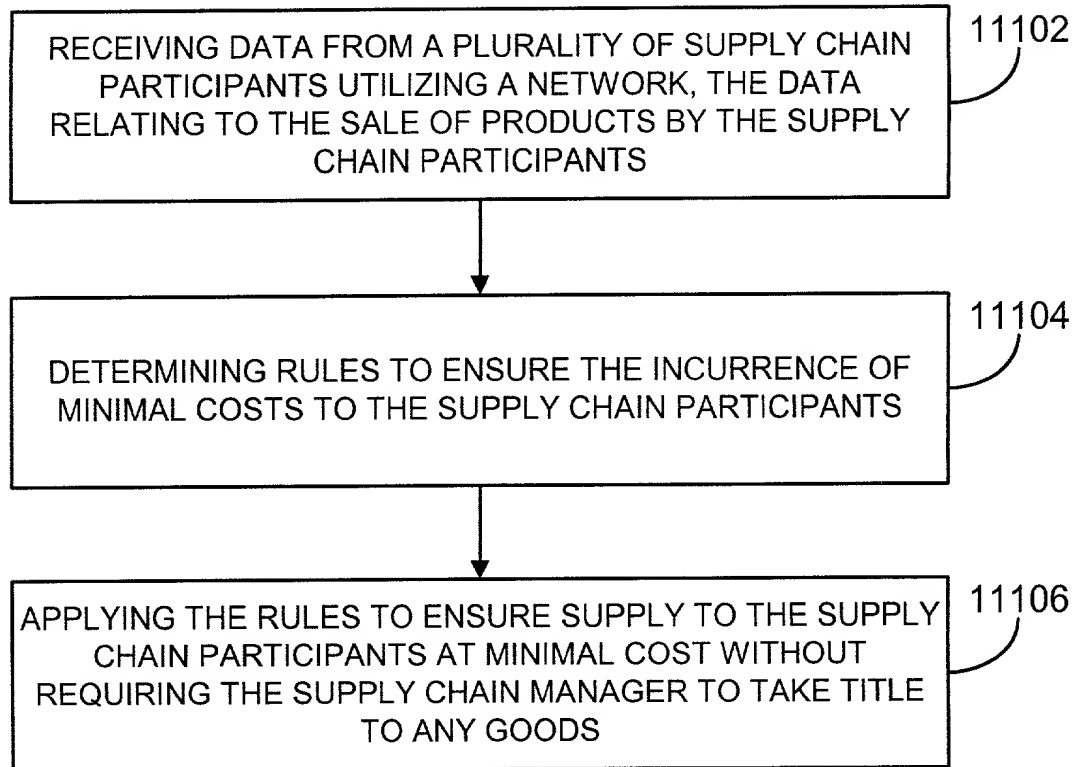 RECEIVING DATA FROM A PLURALITY OF SUPPLY CHAIN
PARTICIPANTS UTILIZING A NETWORK, THE DATA
RELATING TO THE SALE OF PRODUCTS BY THE SUPPLY
CHAIN PARTICIPANTS
11102
DETERMINING RULES TO ENSURE THE INCURRENCE OF
MINIMAL COSTS TO THE SUPPLY CHAIN PARTICIPANTS
11104
APPLYING THE RULES TO ENSURE SUPPLY TO THE SUPPLY
CHAIN PARTICIPANTS AT MINIMAL COST WITHOUT
REQUIRING THE SUPPLY CHAIN MANAGER TO TAKE TITLE
TO ANY GOODS
11106